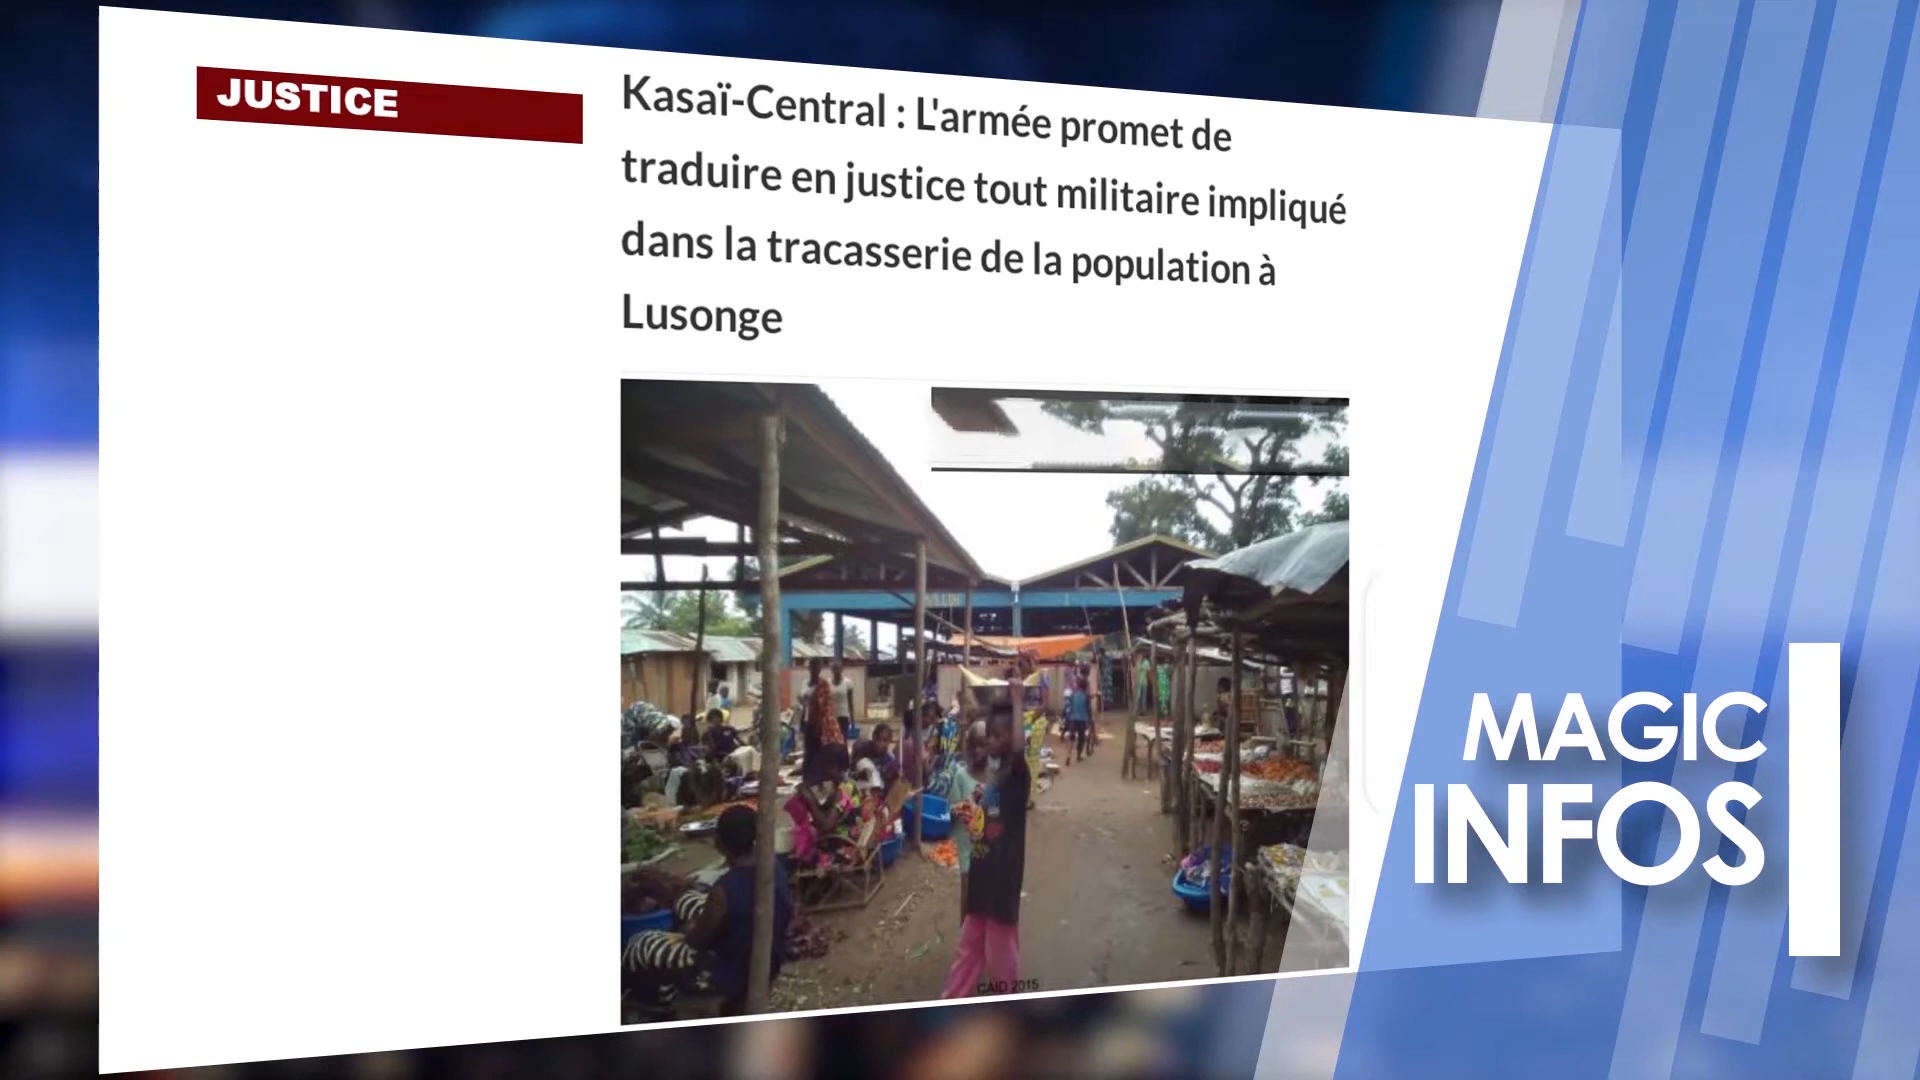 JUSTICE
Kasaï-Central : L'armée promet de
traduire en justice tout militaire impliqué
dans la tracasserie de la population à
Lusonge
CAID 2015
MAGIC
INFOS